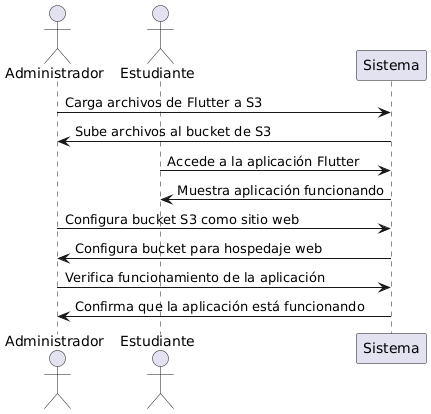 Administrador
Estudiante
Sistema
Carga archivos de Flutter a S3
Sube archivos al bucket de S3
Accede a la aplicación Flutter
Muestra aplicación funcionando
Configura bucket S3 como sitio web
Configura bucket para hospedaje web
Verifica funcionamiento de la aplicación
Confirma que la aplicación está funcionando
Administrador
Estudiante
Sistema